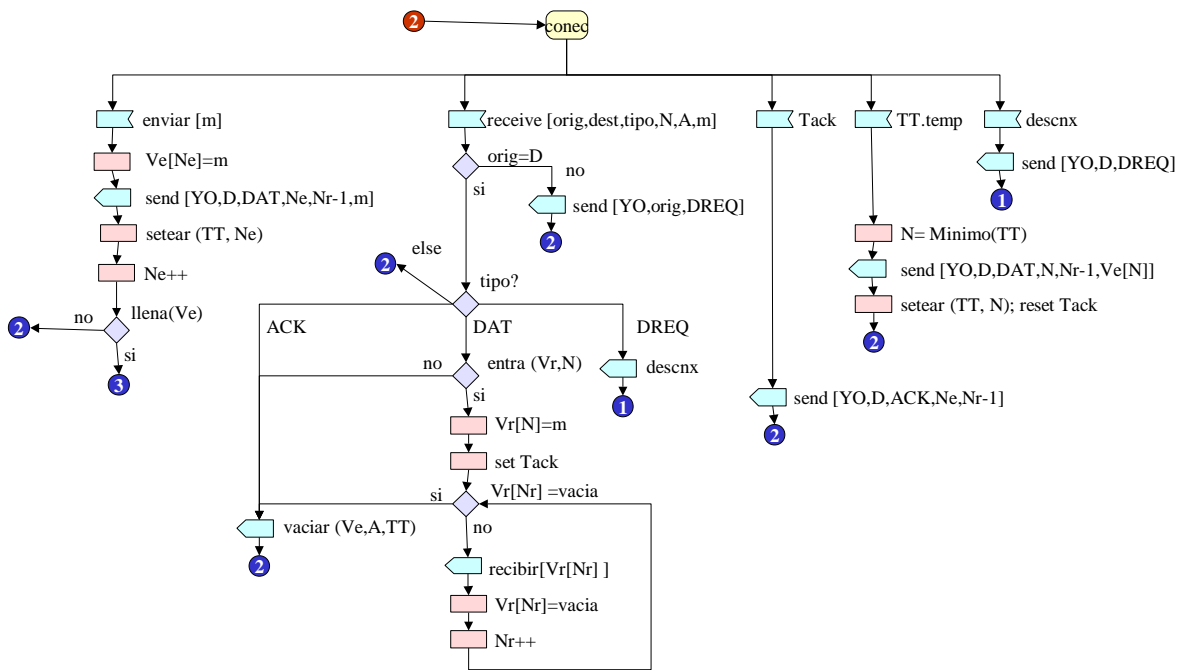 2
conec
enviar [m]
receive [orig,dest,tipo,N,A,m]
Tack
TT.temp
descnx
Ve[Ne]=m
orig=D
no
si
send [YO,D,DREQ]
1
send [YO,D,DAT,Ne,Nr-1,m]
send [YO,orig,DREQ]
2
setear (TT, Ne)
N= Minimo(TT)
else
2
send [YO,D,DAT,N,Nr-1,Ve[N]]
Ne++
tipo?
setear (TT, N); reset Tack
2
llena(Ve)
no
2
si
3
ACK
DAT
DREQ
entra (Vr,N)
no
si
descnx
1
send [YO,D,ACK,Ne,Nr-1]
2
Vr[N]=m
set Tack
Vr[Nr] =vacia
si
no
vaciar (Ve,A,TT)
2
recibir[Vr[Nr] ]
Vr[Nr]=vacia
Nr++